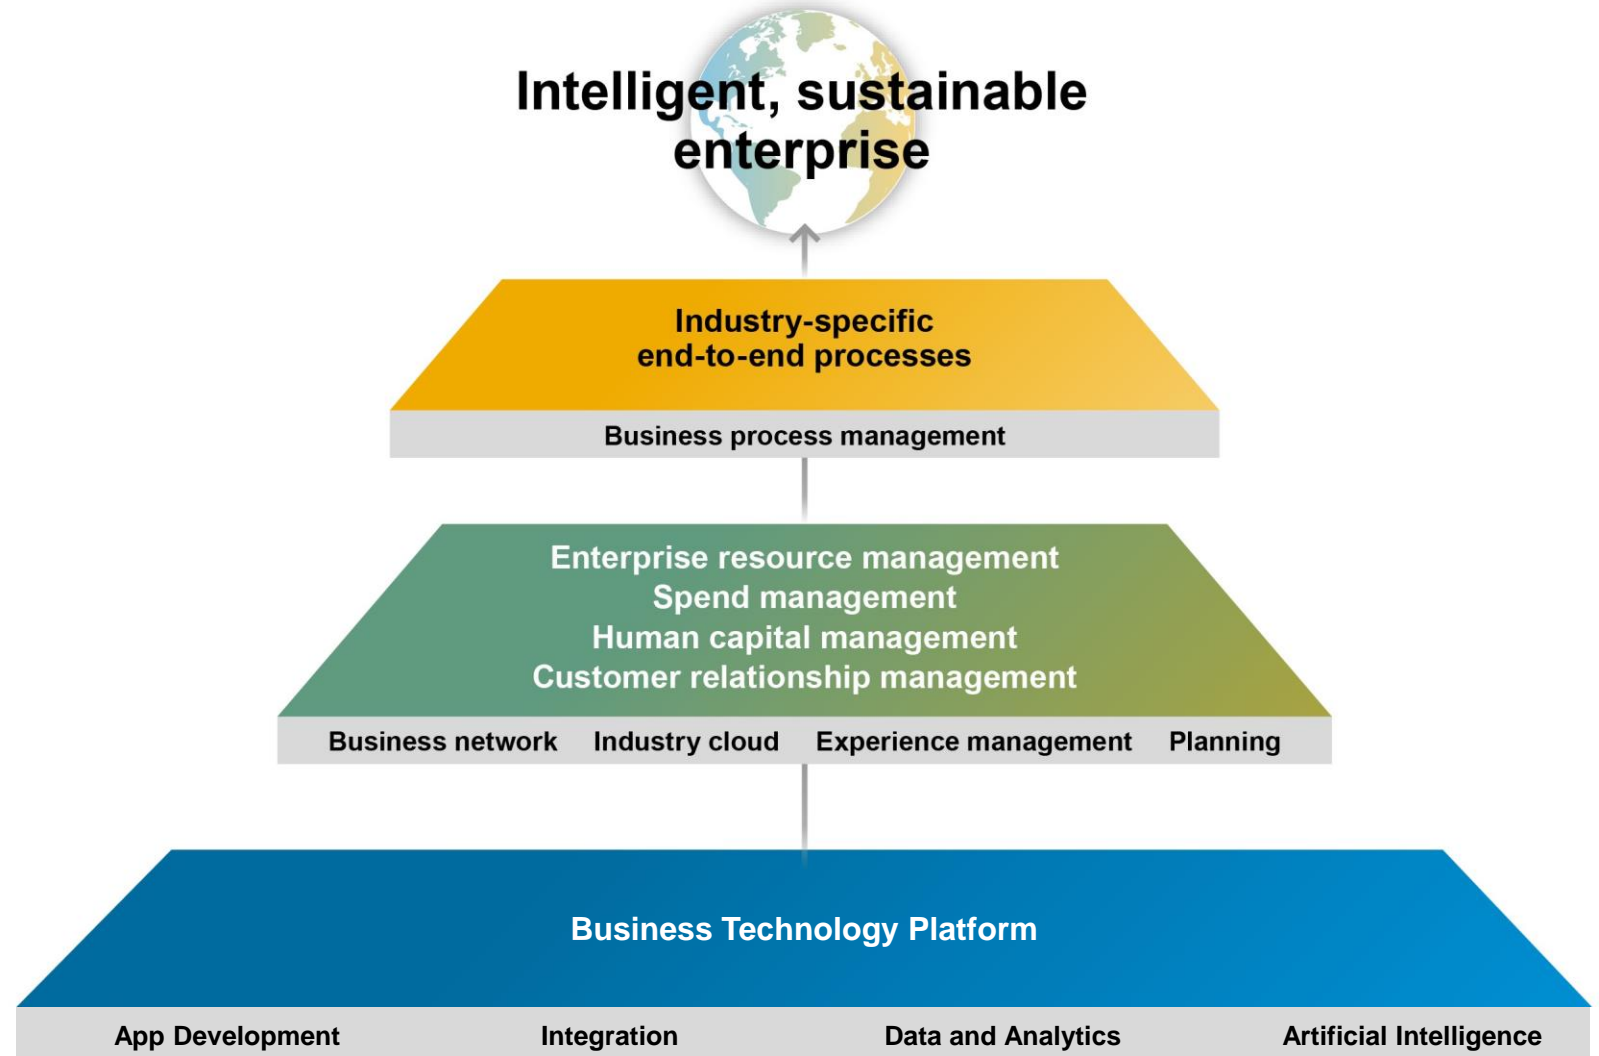 Intelligent, sustainable
enterprise
Industry-specific
end-to-end processes
Business process management
Enterprise resource management
Spend management
Human capital management
Customer relationship management
Business network Industry cloud Experience management Planning
Business Technology Platform
App Development Integration Data and Analytics Artificial Intelligence